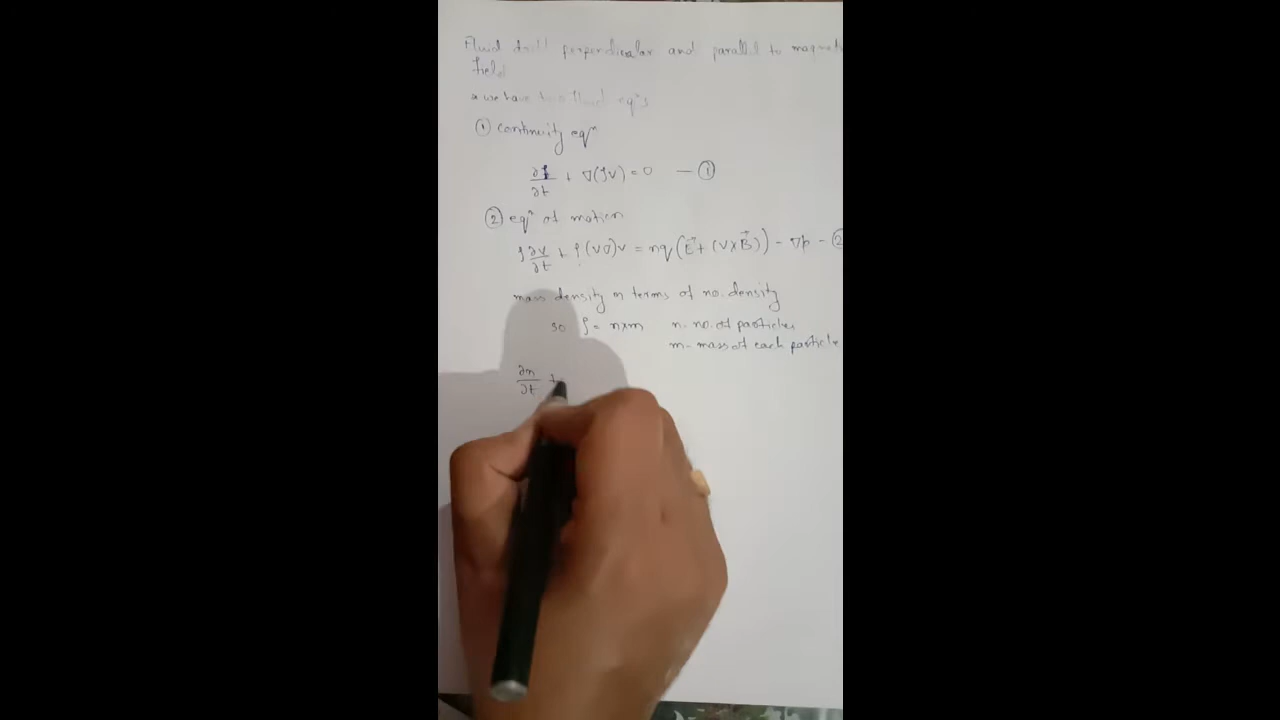 Fluid drift perpendicular and parallel to magne
field
* we have two fluid eqⁿs
① continuity eqⁿ
∂ρ/∂t + ∇(ρv) = 0 — ①
② eqⁿ of motion
ρ ∂v/∂t + ρ(v∇)v = nq(E⃗ + (v×B⃗)) - ∇p - ②
mass density in terms of no. density
so ρ = n×m n - no. of particles
m - mass of each particle
∂n/∂t +